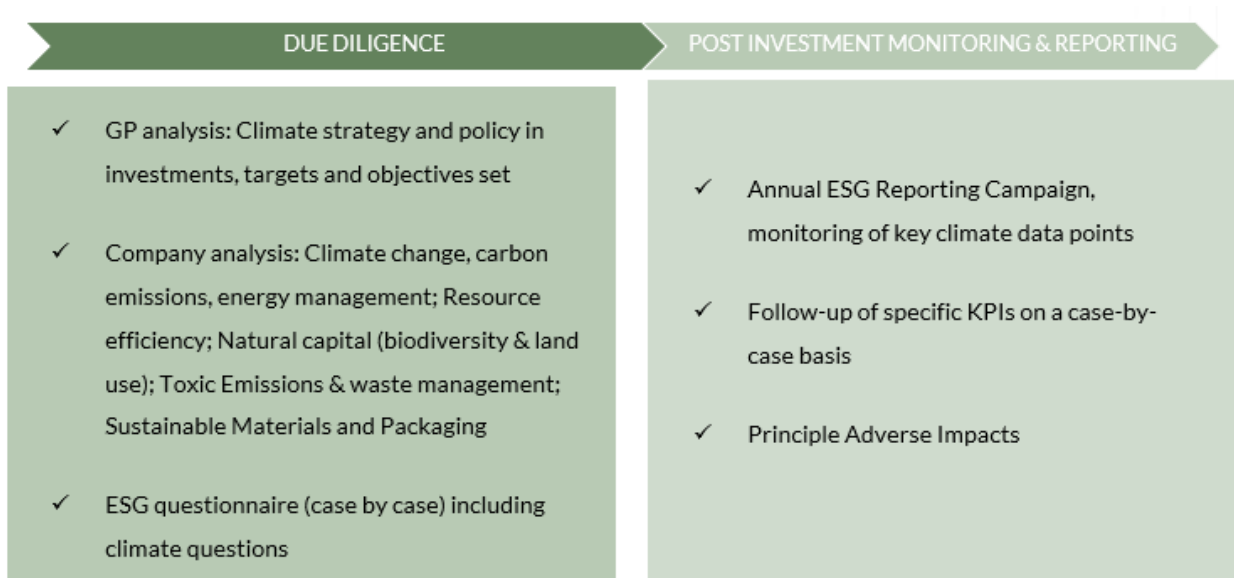 DUE DILIGENCE
POST INVESTMENT MONITORING & REPORTING
✓ GP analysis: Climate strategy and policy in
investments, targets and objectives set
✓ Company analysis: Climate change, carbon
emissions, energy management; Resource
efficiency; Natural capital (biodiversity & land
use); Toxic Emissions & waste management;
Sustainable Materials and Packaging
✓ ESG questionnaire (case by case) including
climate questions
✓ Annual ESG Reporting Campaign,
monitoring of key climate data points
✓ Follow-up of specific KPIs on a case-by-
case basis
✓ Principle Adverse Impacts